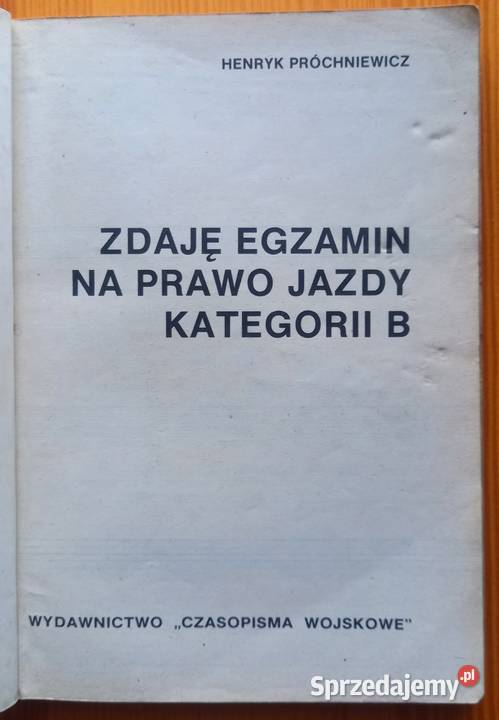 HENRYK PRÓCHNIEWICZ
ZDAJĘ EGZAMIN
NA PRAWO JAZDY
KATEGORII B
WYDAWNICTWO „CZASOPISMA WOJSKOWE"
Sprzedajemy.pl